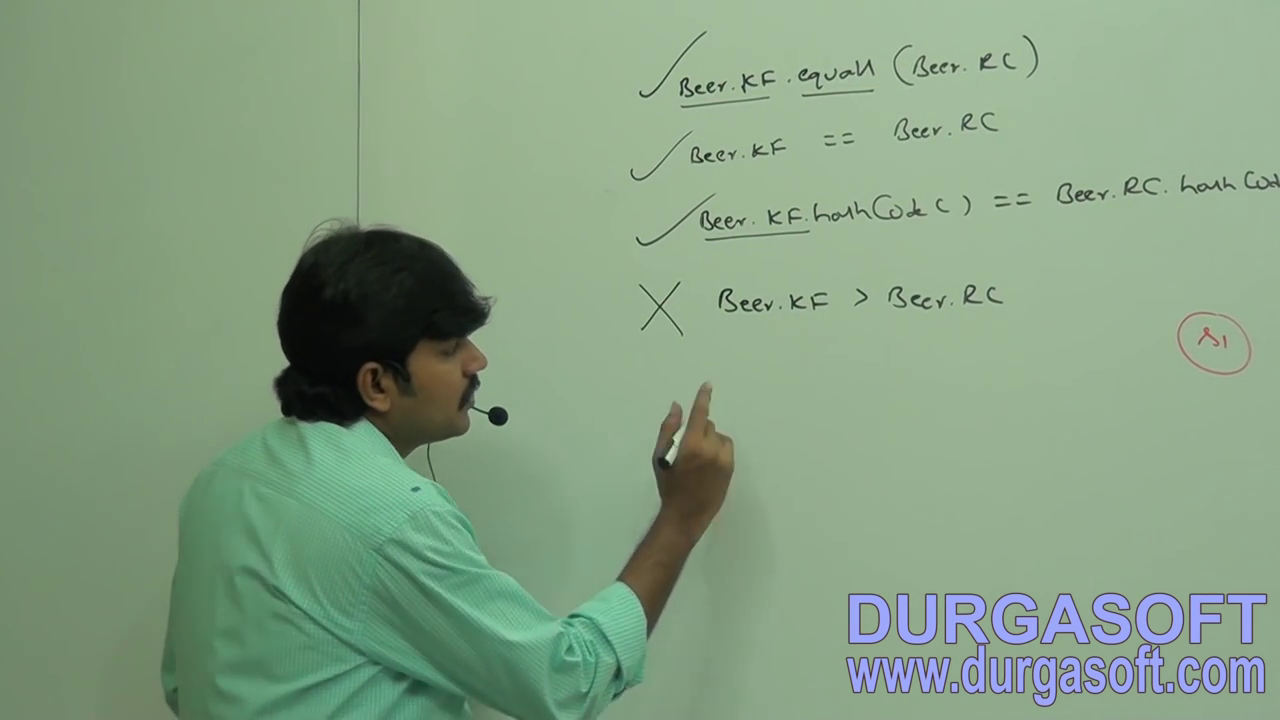 Beer.KF.equals (Beer.RC)
Beer.KF == Beer.RC
Beer.KF.hashCode() == Beer.RC.hashCod
X Beer.KF > Beer.RC
s1
DURGASOFT
www.durgasoft.com